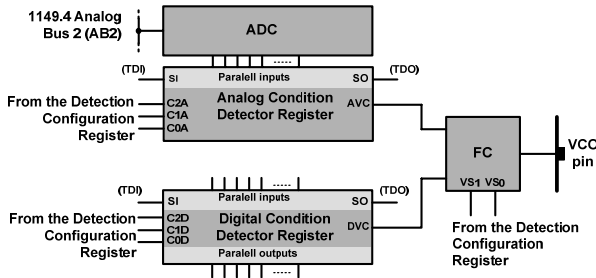 1149.4 Analog
Bus 2 (AB2)
ADC
(TDI)
SI
Paralell inputs
SO
(TDO)
From the Detection
Configuration
Register
C2A
C1A
C0A
Analog Condition
Detector Register
AVC
FC
VS1 VS0
VCC
pin
From the Detection
Configuration
Register
(TDI)
SI
Paralell inputs
SO
(TDO)
From the Detection
Configuration
Register
C2D
C1D
C0D
Digital Condition
Detector Register
DVC
Paralell outputs